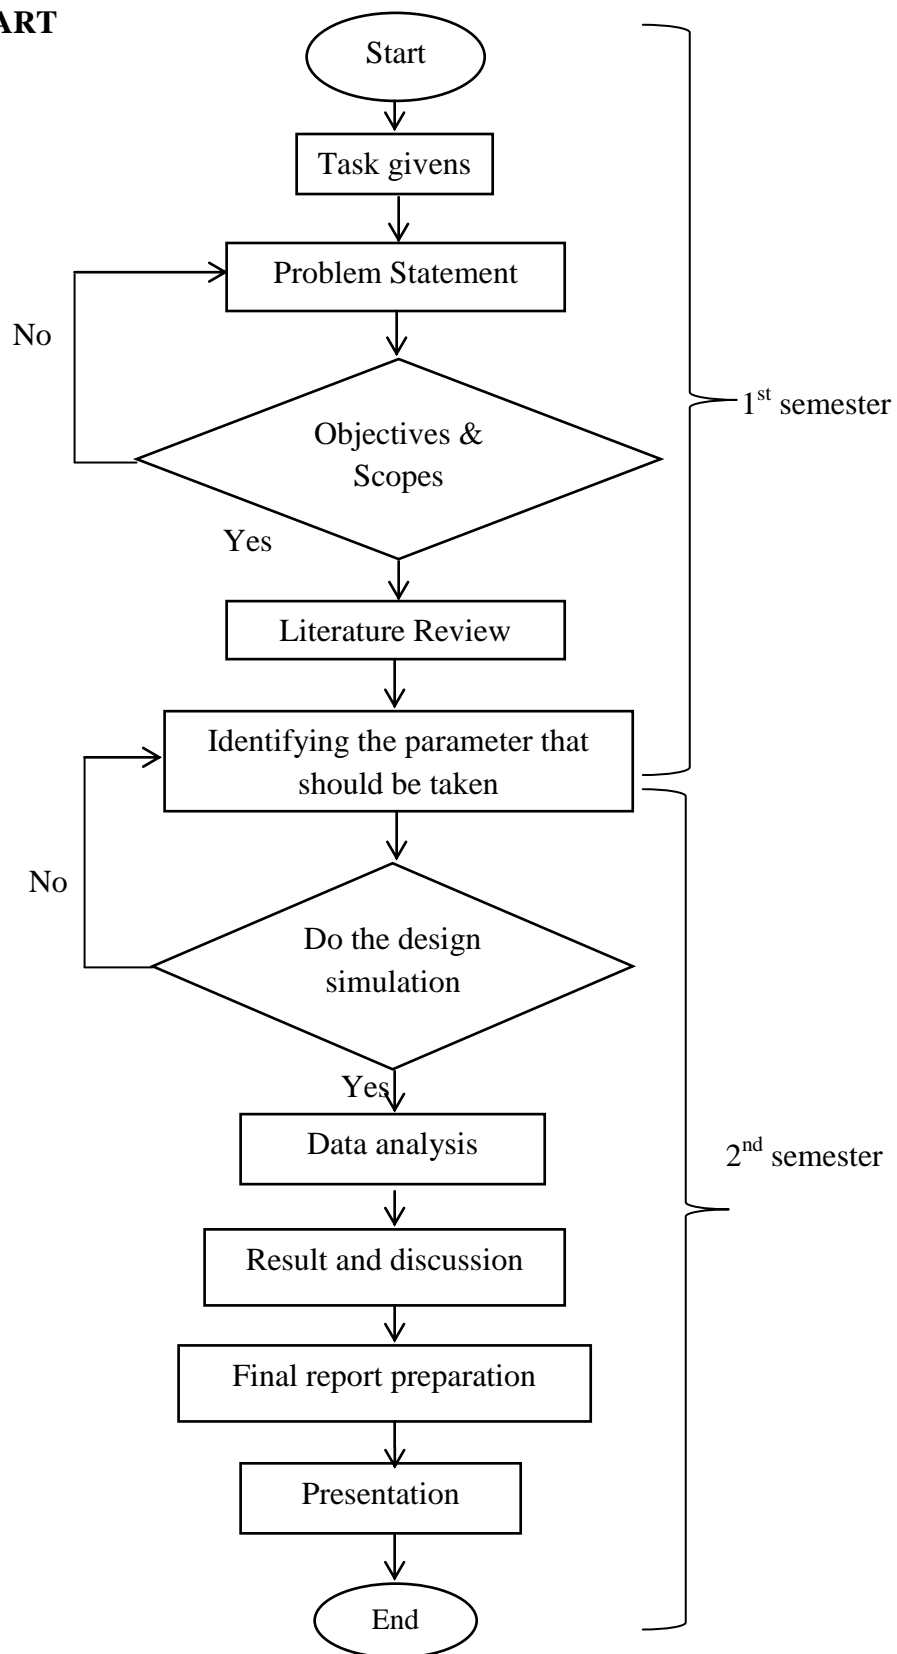 ART
Start
Task givens
Problem Statement
No
1st semester
Objectives &
Scopes
Yes
Literature Review
Identifying the parameter that
should be taken
No
Do the design
simulation
Yes
Data analysis
2nd semester
Result and discussion
Final report preparation
Presentation
End